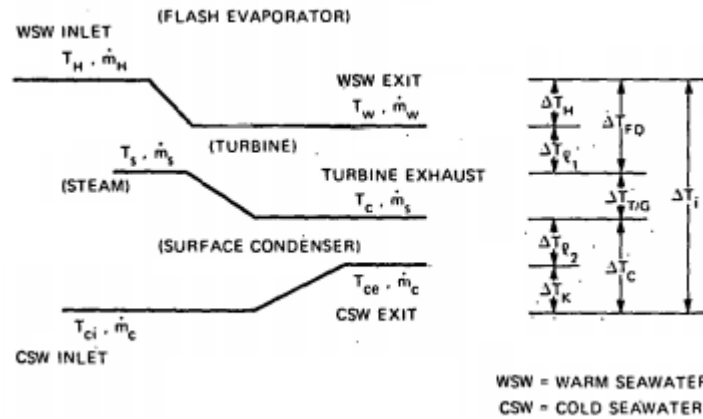 (FLASH EVAPORATOR)
WSW INLET
T_H , ṁ_H
WSW EXIT
T_w , ṁ_w
(TURBINE)
T_s , ṁ_s
(STEAM)
TURBINE EXHAUST
T_c , ṁ_s
(SURFACE CONDENSER)
T_ce , ṁ_c
CSW EXIT
T_ci , ṁ_c
CSW INLET
ΔT_H
ΔT_FD
ΔT_ℓ1
ΔT_T/G
ΔT_i
ΔT_ℓ2
ΔT_C
ΔT_K
WSW = WARM SEAWATER
CSW = COLD SEAWATER